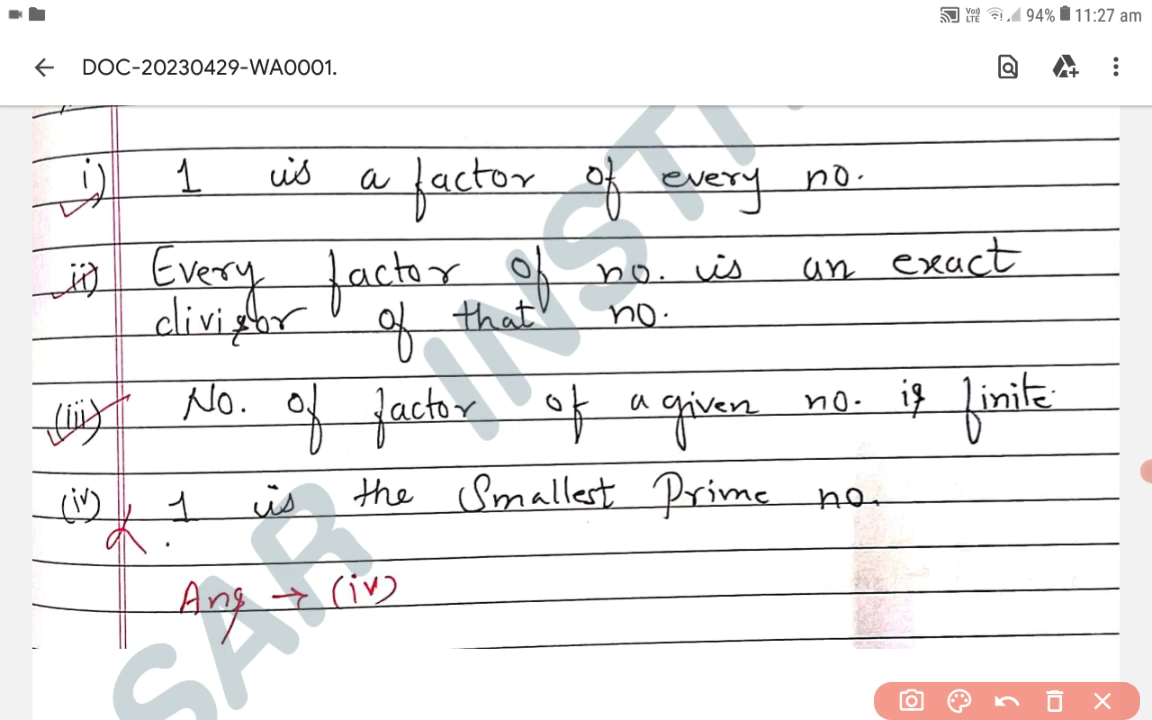 Vo) LTE 94% 11:27 am
DOC-20230429-WA0001.
i) 1 is a factor of every no.
ii) Every factor of no. is an exact
divisor of that no.
(iii) No. of factor of a given no. is finite.
(iv) 1 is the Smallest Prime no.
Ans → (iv)
SAR INSTI